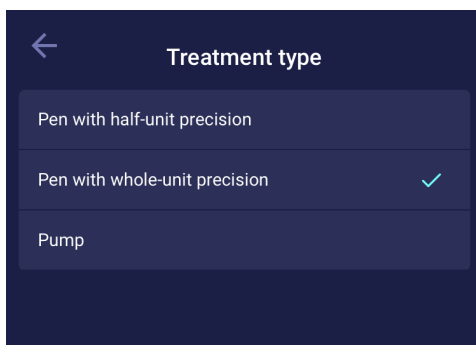 Treatment type
Pen with half-unit precision
Pen with whole-unit precision
Pump